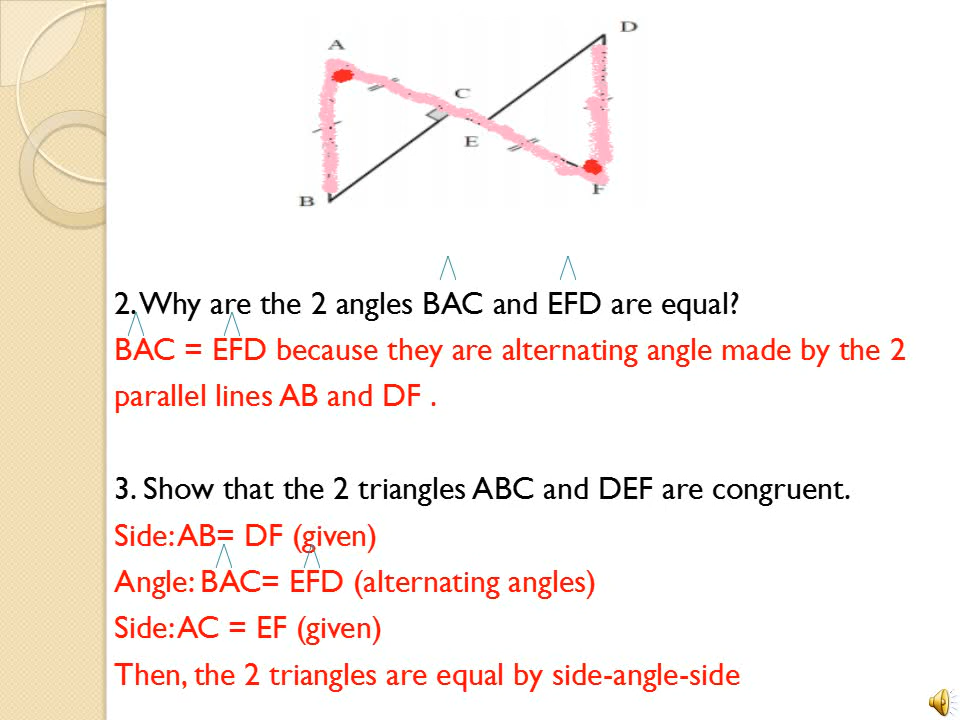 D
A
C
E
B
F
2. Why are the 2 angles BAC and EFD are equal?
BAC = EFD because they are alternating angle made by the 2
parallel lines AB and DF .
3. Show that the 2 triangles ABC and DEF are congruent.
Side: AB= DF (given)
Angle: BAC= EFD (alternating angles)
Side: AC = EF (given)
Then, the 2 triangles are equal by side-angle-side